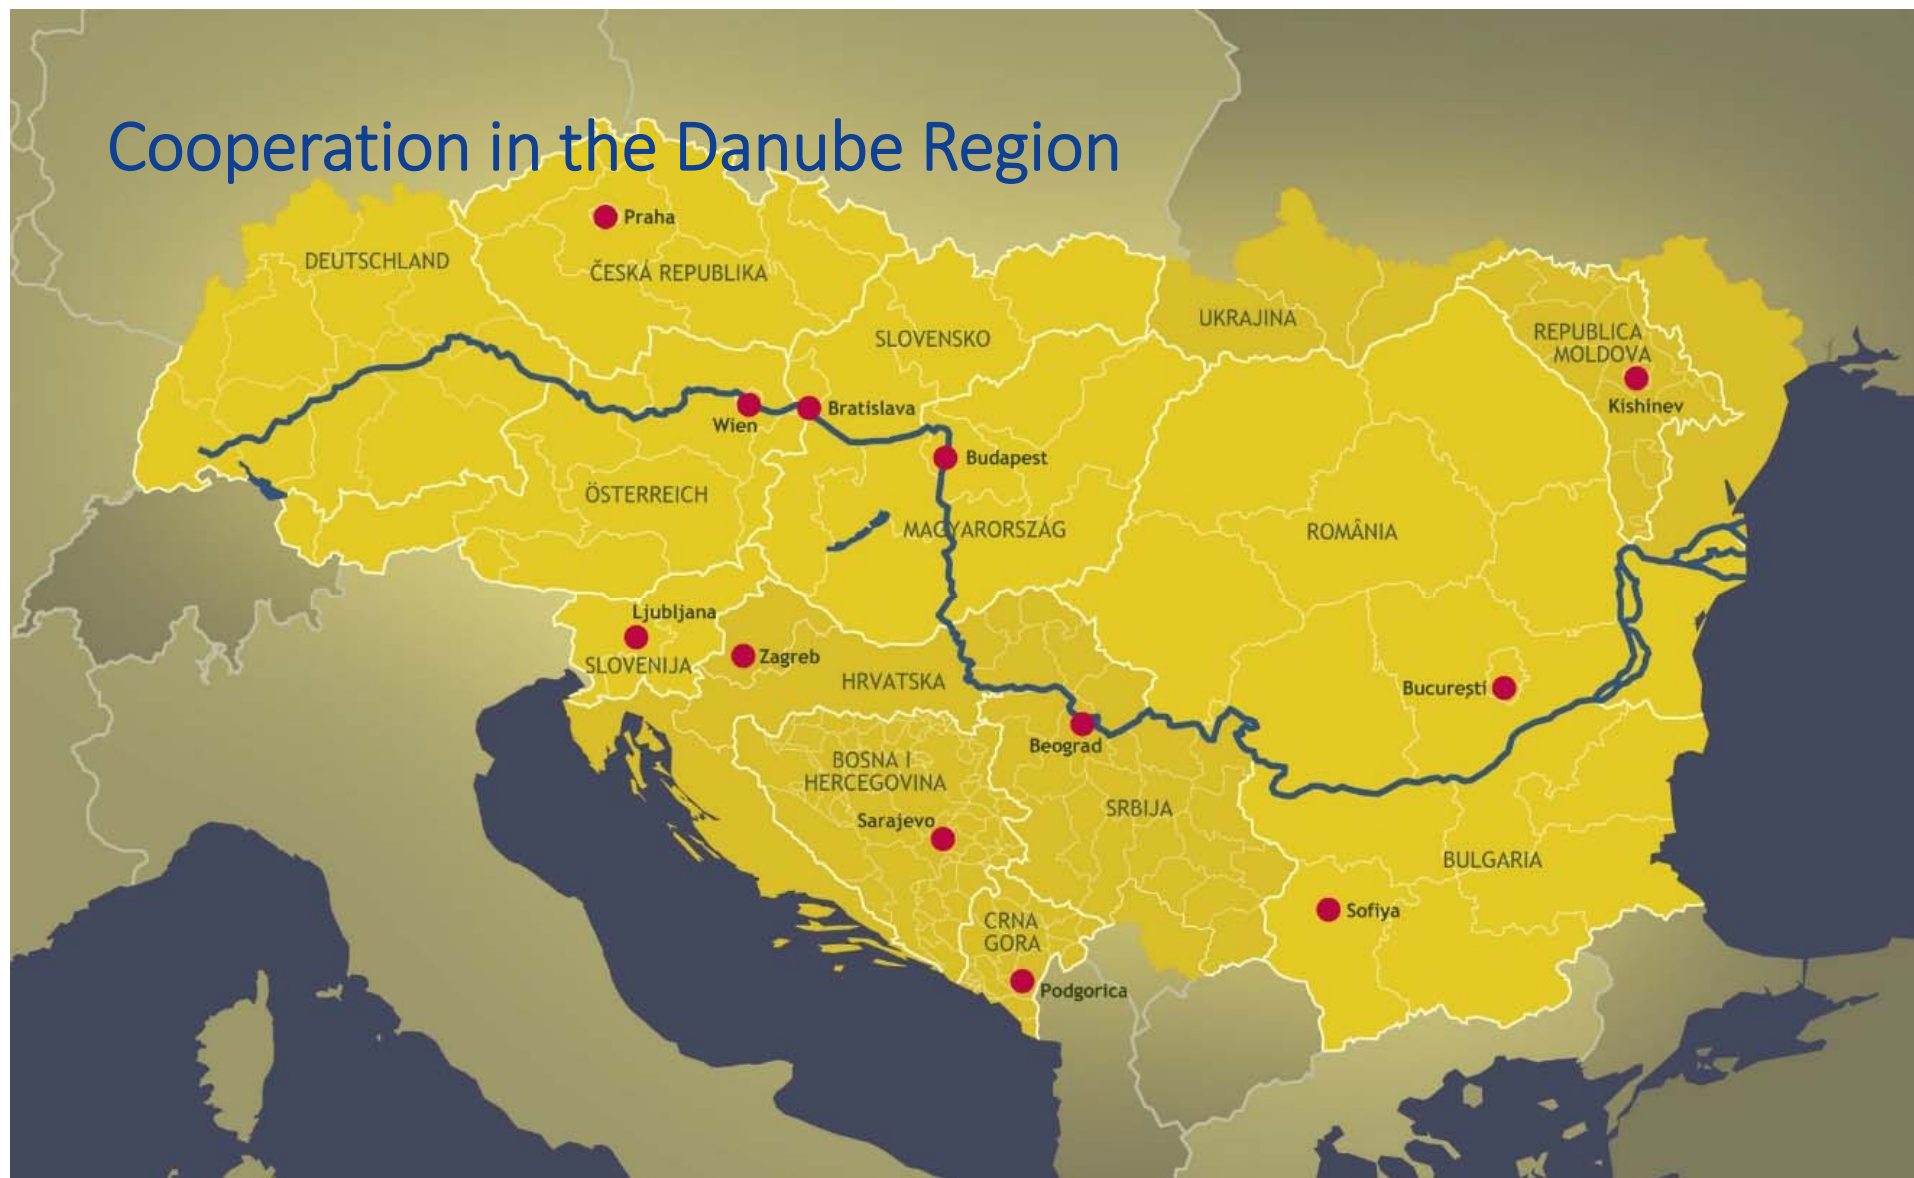 Cooperation in the Danube Region
Praha
DEUTSCHLAND
ČESKÁ REPUBLIKA
UKRAJINA
SLOVENSKO
REPUBLICA
MOLDOVA
Kishinev
Wien
Bratislava
Budapest
ÖSTERREICH
MAGYARORSZÁG
ROMÂNIA
Ljubljana
Zagreb
SLOVENIJA
HRVATSKA
Bucureşti
Beograd
BOSNA I
HERCEGOVINA
SRBIJA
Sarajevo
BULGARIA
Sofiya
CRNA
GORA
Podgorica